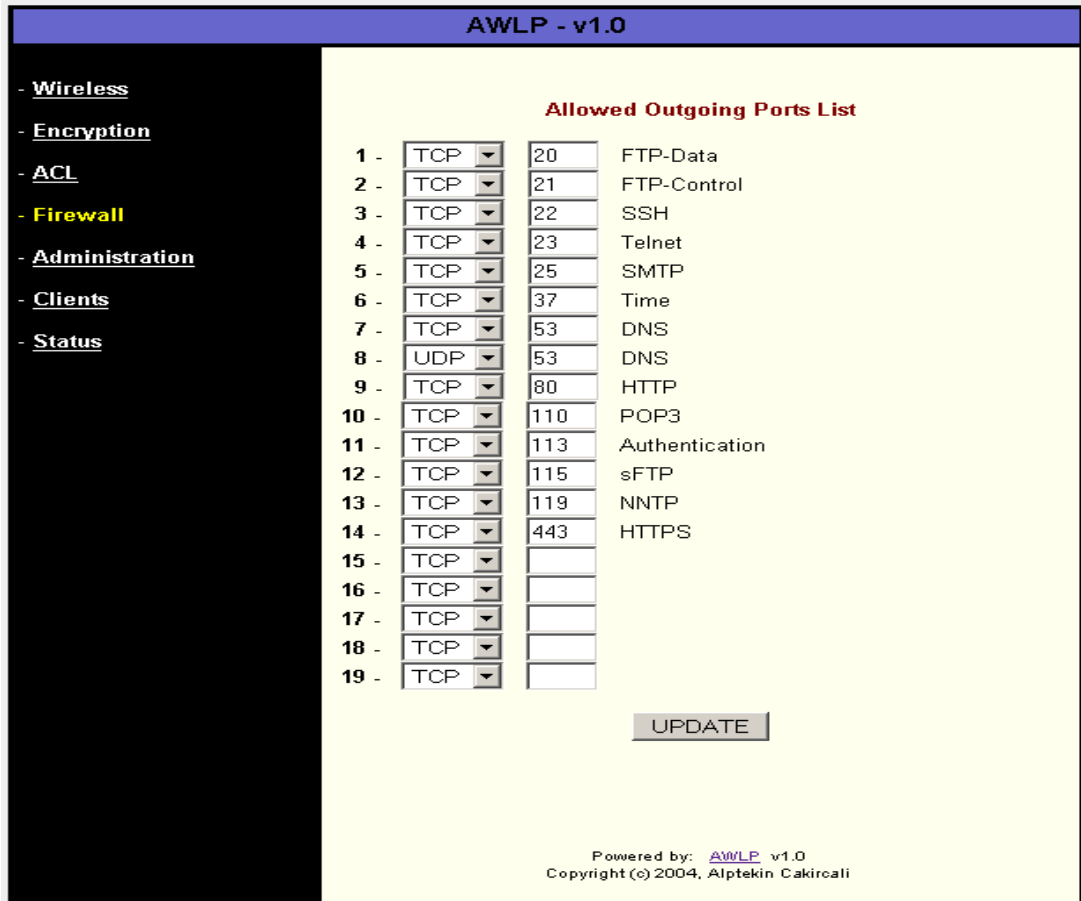 AWLP - v1.0
- Wireless
- Encryption
- ACL
- Firewall
- Administration
- Clients
- Status
Allowed Outgoing Ports List
1 - TCP 20 FTP-Data
2 - TCP 21 FTP-Control
3 - TCP 22 SSH
4 - TCP 23 Telnet
5 - TCP 25 SMTP
6 - TCP 37 Time
7 - TCP 53 DNS
8 - UDP 53 DNS
9 - TCP 80 HTTP
10 - TCP 110 POP3
11 - TCP 113 Authentication
12 - TCP 115 sFTP
13 - TCP 119 NNTP
14 - TCP 443 HTTPS
15 - TCP
16 - TCP
17 - TCP
18 - TCP
19 - TCP
UPDATE
Powered by: AWLP v1.0
Copyright (c) 2004, Alptekin Cakircali